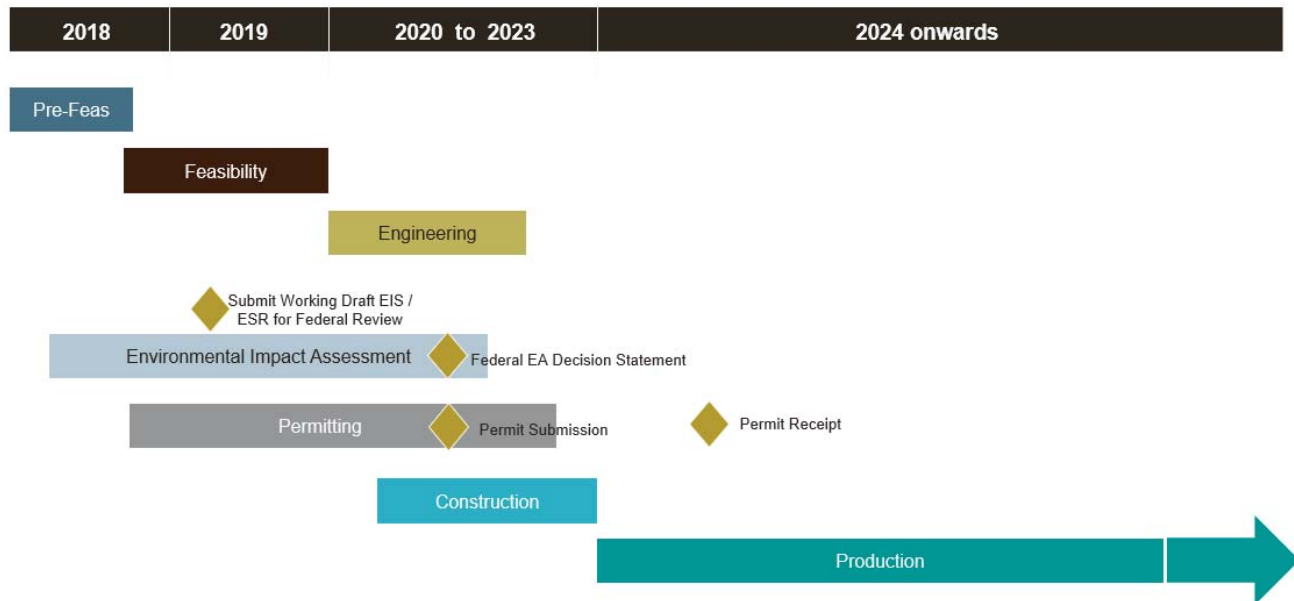 2018
2019
2020 to 2023
2024 onwards
Pre-Feas
Feasibility
Engineering
Submit Working Draft EIS /
ESR for Federal Review
Environmental Impact Assessment
Federal EA Decision Statement
Permitting
Permit Submission
Permit Receipt
Construction
Production